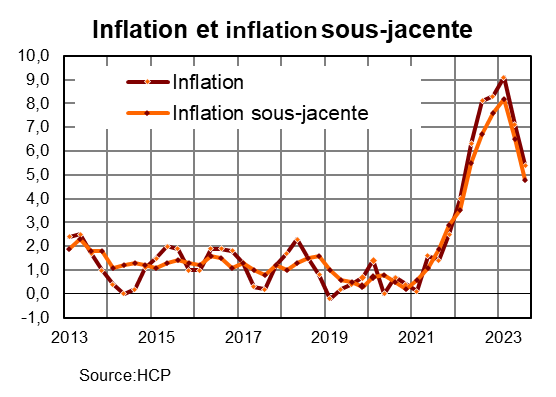 Inflation et inflation sous-jacente
10,0
9,0
8,0
7,0
6,0
5,0
4,0
3,0
2,0
1,0
0,0
-1,0
Inflation
Inflation sous-jacente
2013 2015 2017 2019 2021 2023
Source:HCP